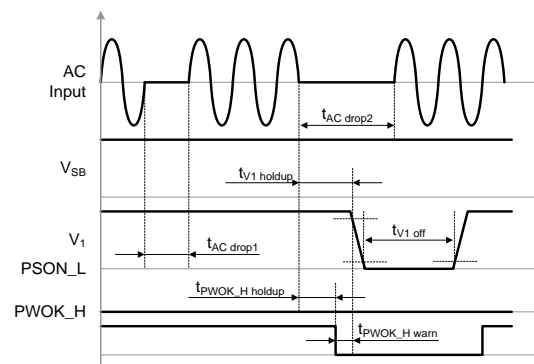 AC
Input
tAC drop2
VSB
tV1 holdup
V1
tV1 off
tAC drop1
PSON_L
tPWOK_H holdup
PWOK_H
tPWOK_H warn